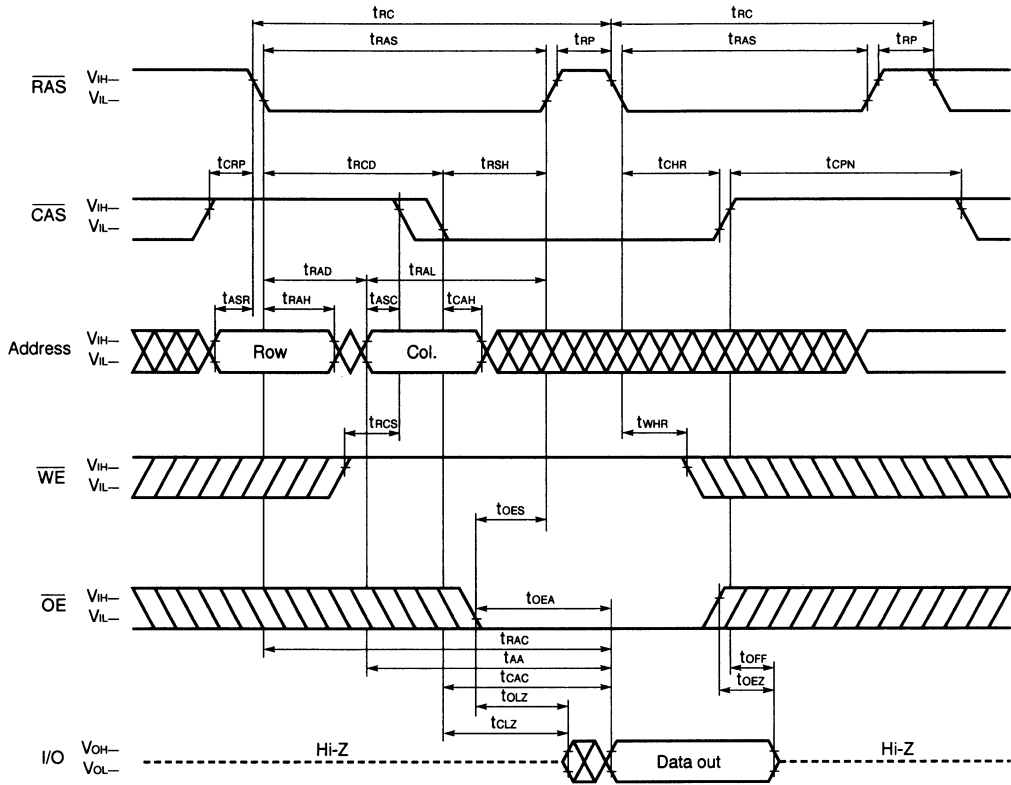 tRC tRC
tRAS tRP tRAS tRP
RAS VIH–
VIL–
tCRP tRCD tRSH tCHR tCPN
CAS VIH–
VIL–
tRAD tRAL
tASR tRAH tASC tCAH
Address VIH–
VIL–
Row Col.
tRCS tWHR
WE VIH–
VIL–
tOES
OE VIH–
VIL–
tOEA
tRAC
tAA tOFF
tCAC tOEZ
tOLZ
tCLZ
I/O VOH–
VOL–
Hi-Z Data out Hi-Z